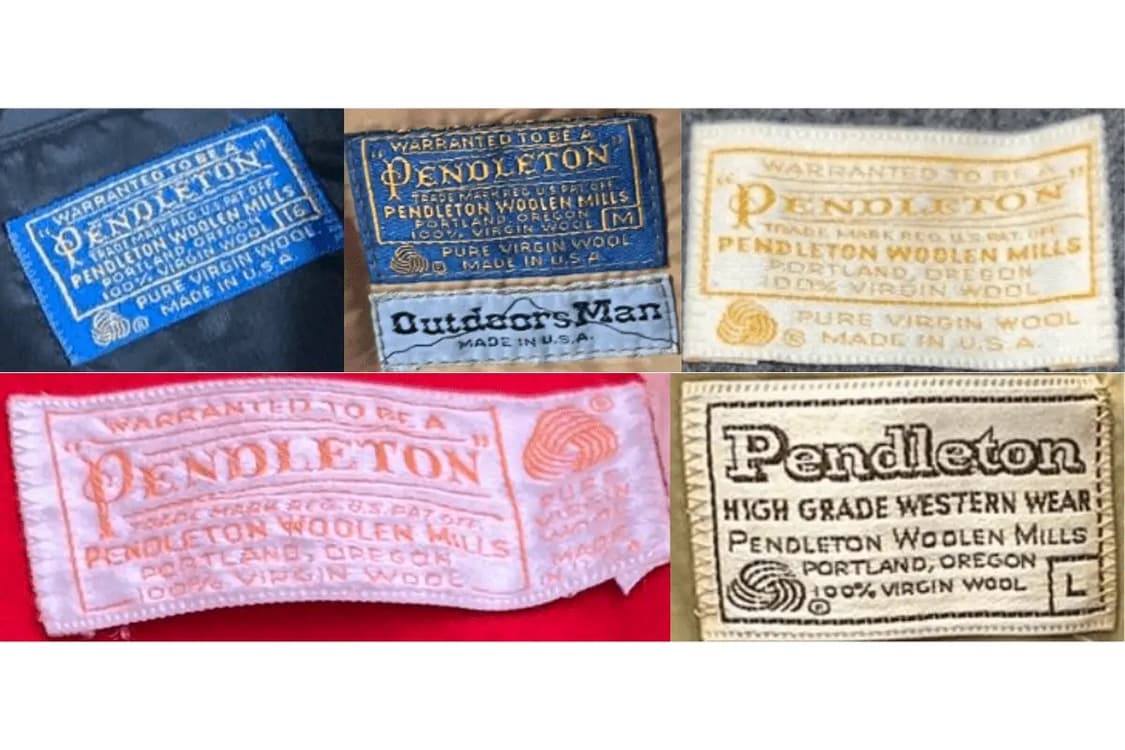 WARRANTED TO BE A
"PENDLETON"
TRADE MARK REG. U.S. PAT. OFF.
PENDLETON WOOLEN MILLS
PORTLAND, OREGON
100% VIRGIN WOOL
16
PURE VIRGIN WOOL
® MADE IN U.S.A.
WARRANTED TO BE A
"PENDLETON"
TRADE MARK REG. U.S. PAT. OFF.
PENDLETON WOOLEN MILLS
PORTLAND, OREGON
100% VIRGIN WOOL
M
PURE VIRGIN WOOL
® MADE IN U.S.A.
OutdoorsMan
MADE IN U.S.A.
WARRANTED TO BE A
"PENDLETON"
TRADE MARK REG. U.S. PAT. OFF.
PENDLETON WOOLEN MILLS
PORTLAND, OREGON
100% VIRGIN WOOL
PURE VIRGIN WOOL
® MADE IN U.S.A.
WARRANTED TO BE A
"PENDLETON"
TRADE MARK REG. U.S. PAT. OFF.
PENDLETON WOOLEN MILLS
PORTLAND, OREGON
100% VIRGIN WOOL
®
PURE
VIRGIN
WOOL
MADE
IN
Pendleton
HIGH GRADE WESTERN WEAR
PENDLETON WOOLEN MILLS
PORTLAND, OREGON
® 100% VIRGIN WOOL
L